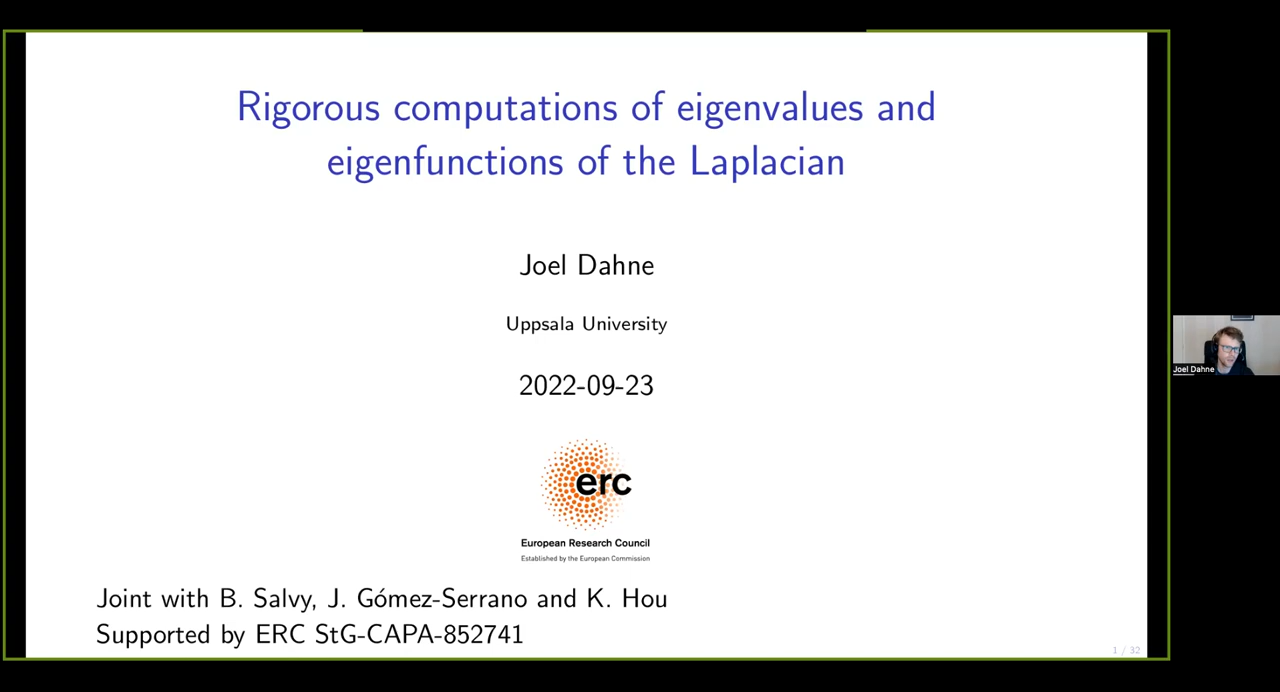 Rigorous computations of eigenvalues and
eigenfunctions of the Laplacian
Joel Dahne
Uppsala University
2022-09-23
erc
European Research Council
Established by the European Commission
Joint with B. Salvy, J. Gómez-Serrano and K. Hou
Supported by ERC StG-CAPA-852741
1 / 32
Joel Dahne